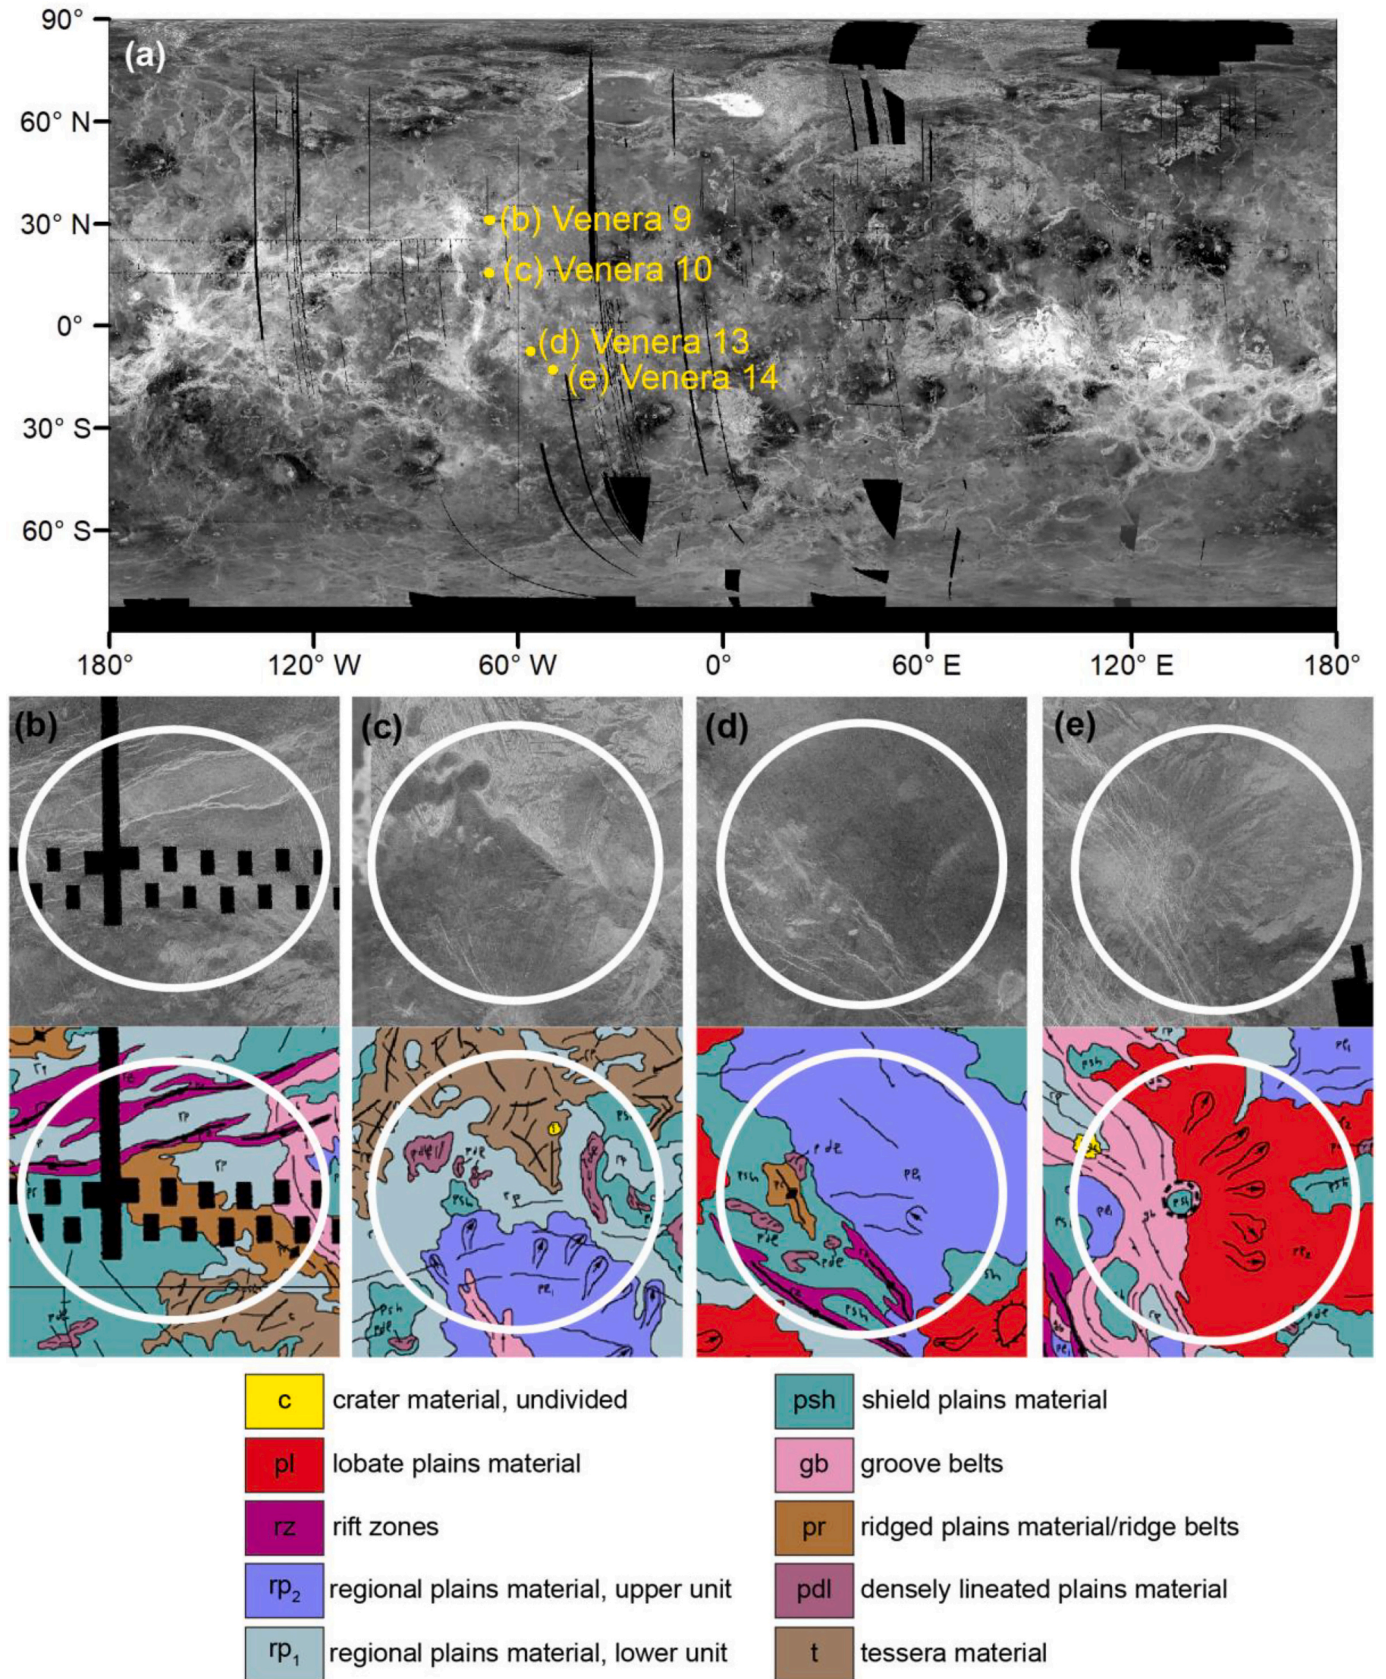 90°
(a)
60° N
30° N
0°
30° S
60° S
(b) Venera 9
(c) Venera 10
(d) Venera 13
(e) Venera 14
180° 120° W 60° W 0° 60° E 120° E 180°
(b) (c) (d) (e)
c crater material, undivided
pl lobate plains material
rz rift zones
rp2 regional plains material, upper unit
rp1 regional plains material, lower unit
psh shield plains material
gb groove belts
pr ridged plains material/ridge belts
pdl densely lineated plains material
t tessera material